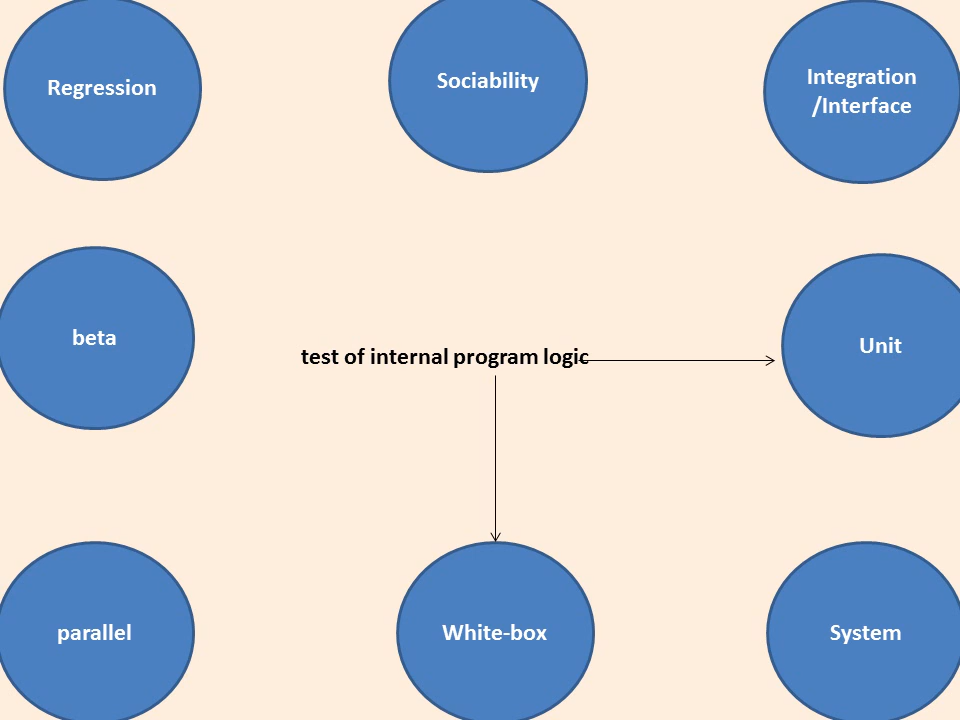 Regression
Sociability
Integration
/Interface
beta
test of internal program logic
Unit
parallel
White-box
System